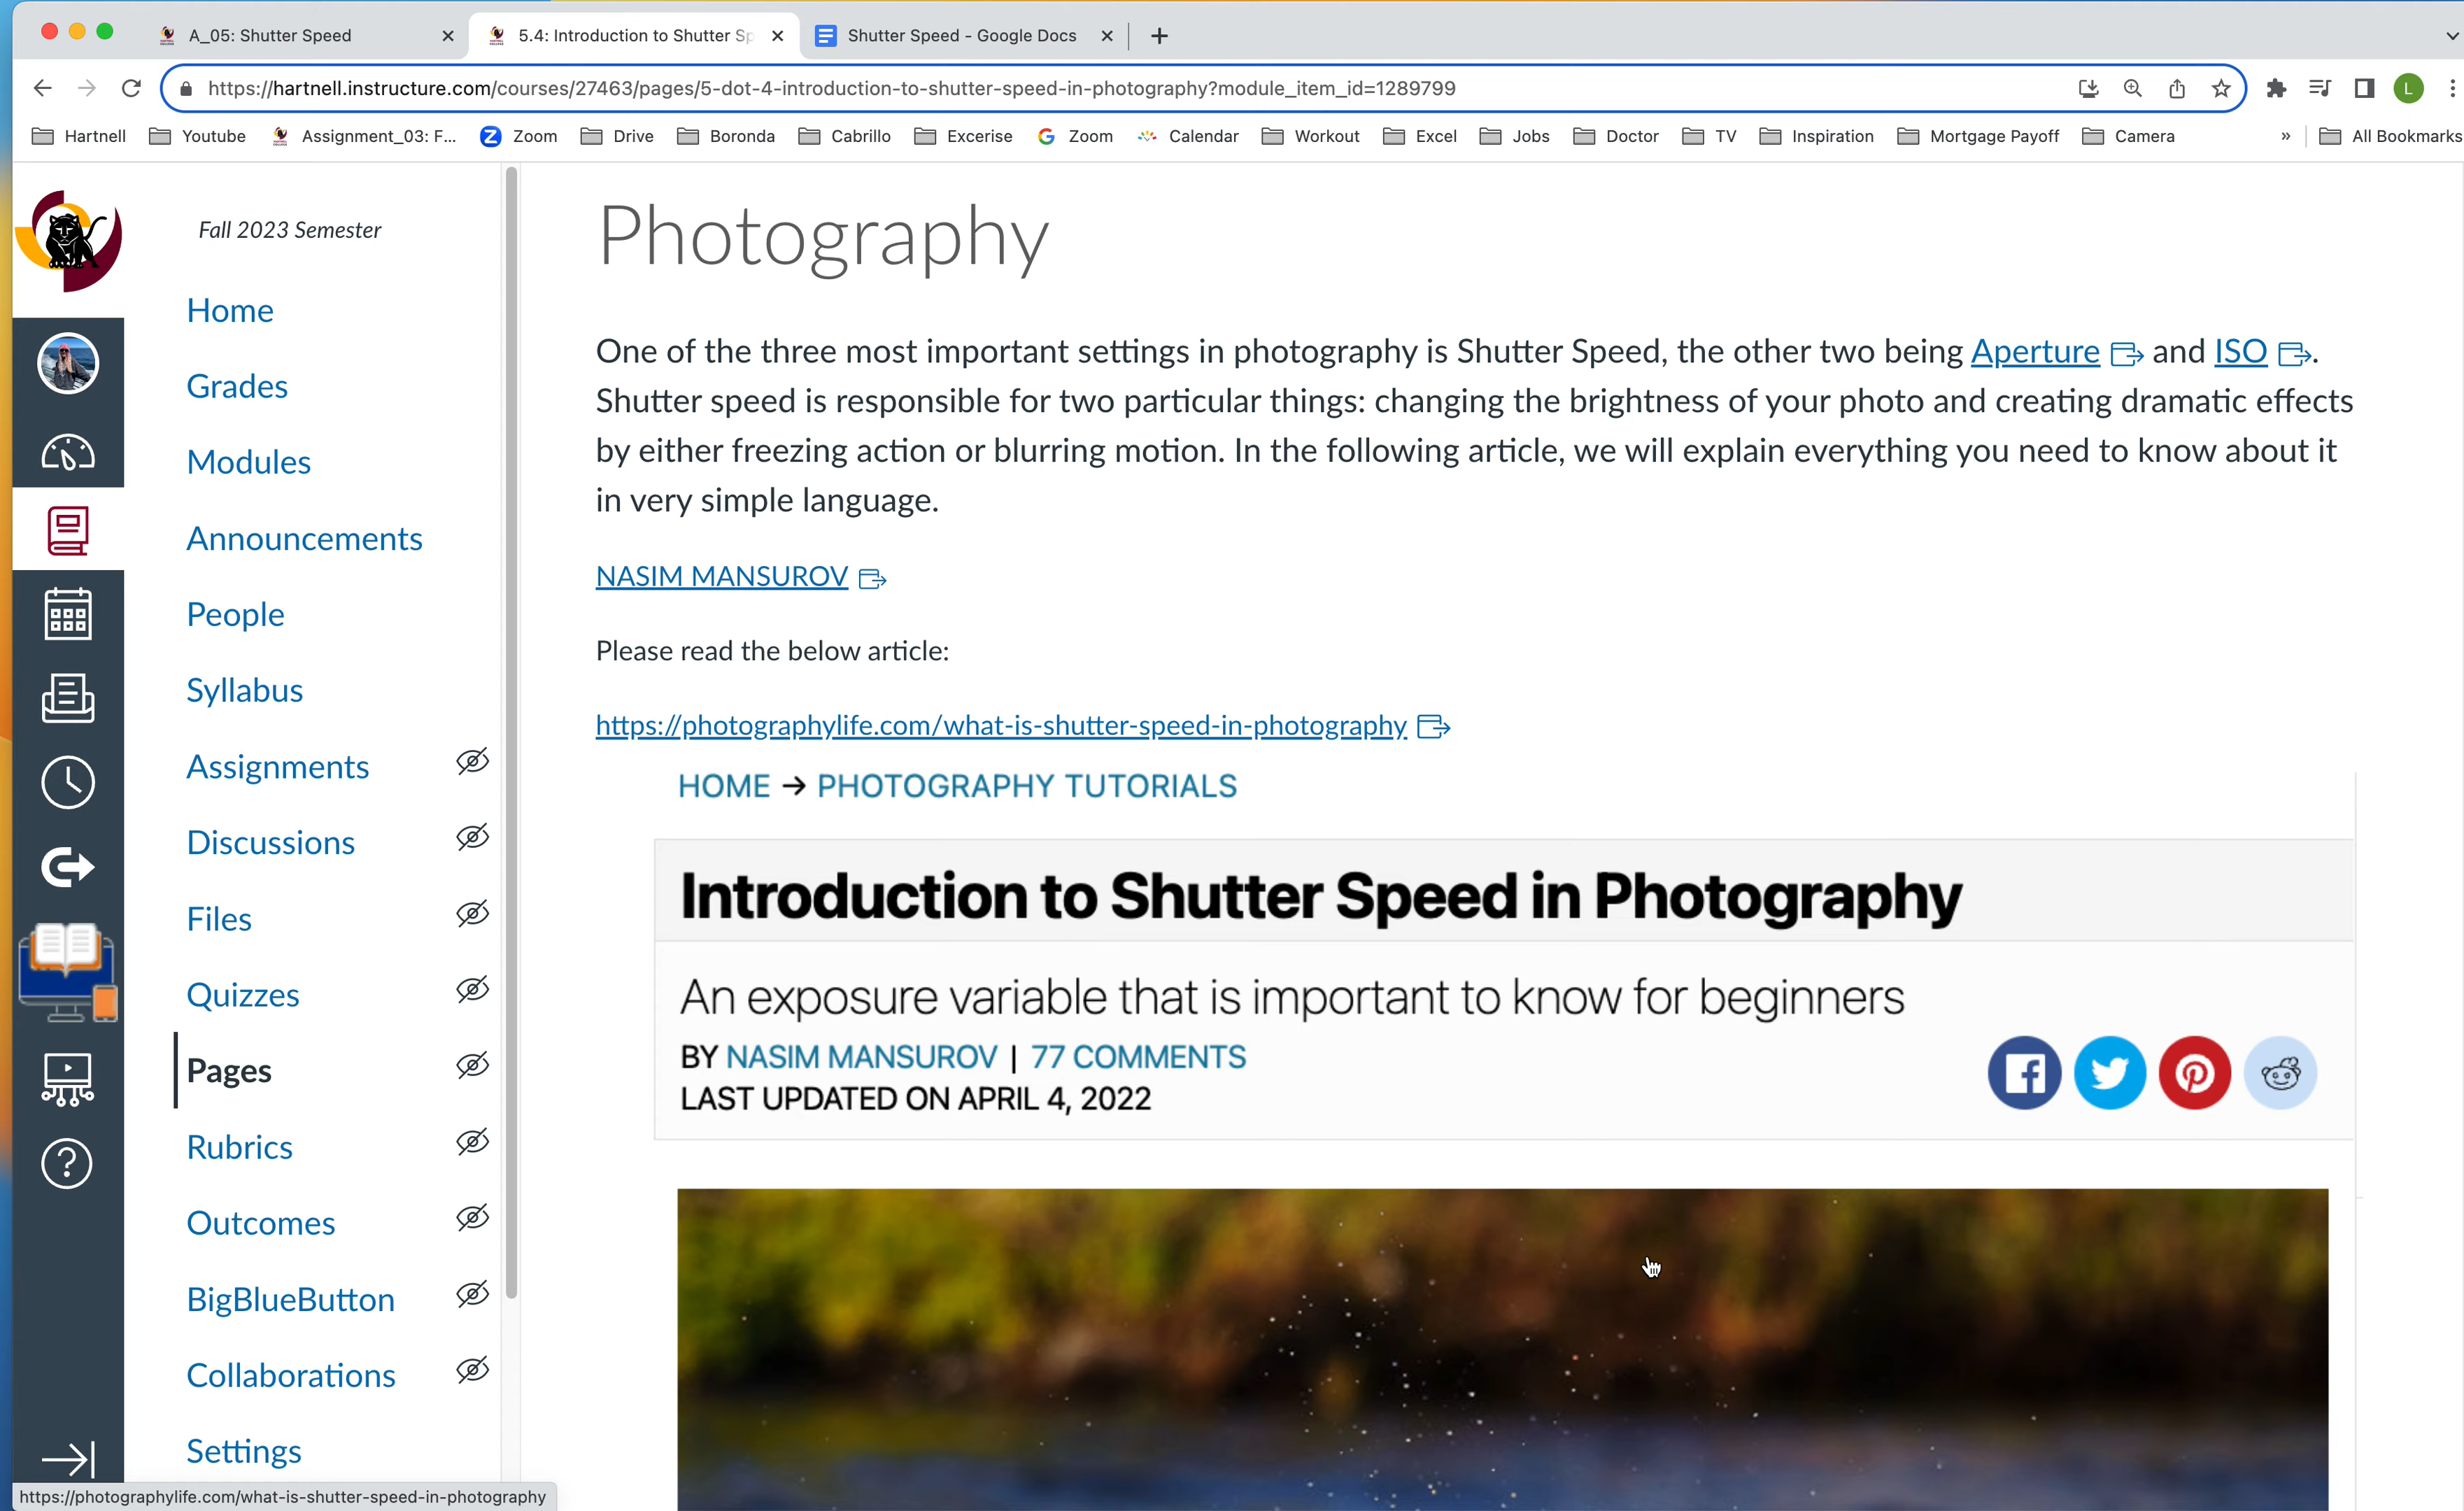 A_05: Shutter Speed
5.4: Introduction to Shutter Sp
Shutter Speed - Google Docs
https://hartnell.instructure.com/courses/27463/pages/5-dot-4-introduction-to-shutter-speed-in-photography?module_item_id=1289799
L
Hartnell Youtube Assignment_03: F... Zoom Drive Boronda Cabrillo Excerise Zoom Calendar Workout Excel Jobs Doctor TV Inspiration Mortgage Payoff Camera » All Bookmarks
Fall 2023 Semester
Home
Grades
Modules
Announcements
People
Syllabus
Assignments
Discussions
Files
Quizzes
Pages
Rubrics
Outcomes
BigBlueButton
Collaborations
Settings
Photography
One of the three most important settings in photography is Shutter Speed, the other two being Aperture and ISO.
Shutter speed is responsible for two particular things: changing the brightness of your photo and creating dramatic effects
by either freezing action or blurring motion. In the following article, we will explain everything you need to know about it
in very simple language.
NASIM MANSUROV
Please read the below article:
https://photographylife.com/what-is-shutter-speed-in-photography
HOME → PHOTOGRAPHY TUTORIALS
Introduction to Shutter Speed in Photography
An exposure variable that is important to know for beginners
BY NASIM MANSUROV | 77 COMMENTS
LAST UPDATED ON APRIL 4, 2022
https://photographylife.com/what-is-shutter-speed-in-photography